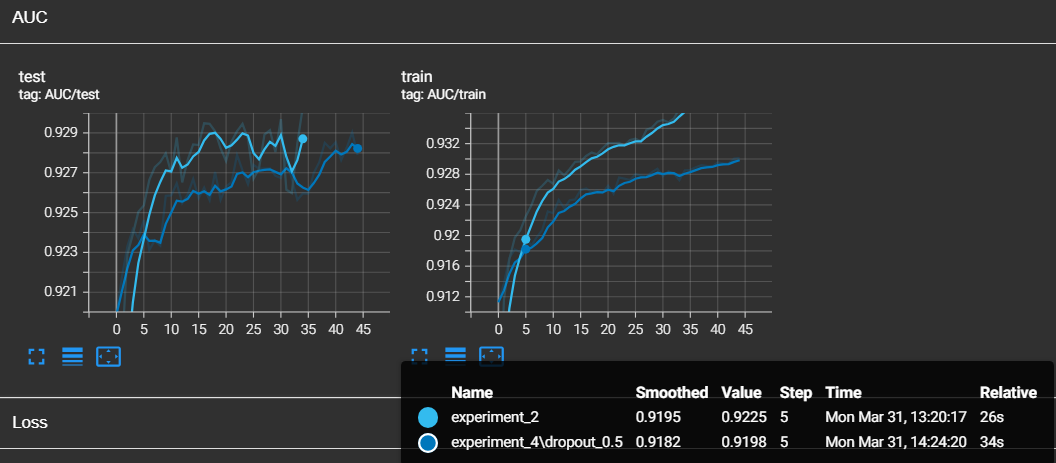 AUC
test
tag: AUC/test
0.929
0.927
0.925
0.923
0.921
0 5 10 15 20 25 30 35 40 45
train
tag: AUC/train
0.932
0.928
0.924
0.92
0.916
0.912
0 5 10 15 20 25 30 35 40 45
Name Smoothed Value Step Time Relative
experiment_2 0.9195 0.9225 5 Mon Mar 31, 13:20:17 26s
experiment_4\dropout_0.5 0.9182 0.9198 5 Mon Mar 31, 14:24:20 34s
Loss